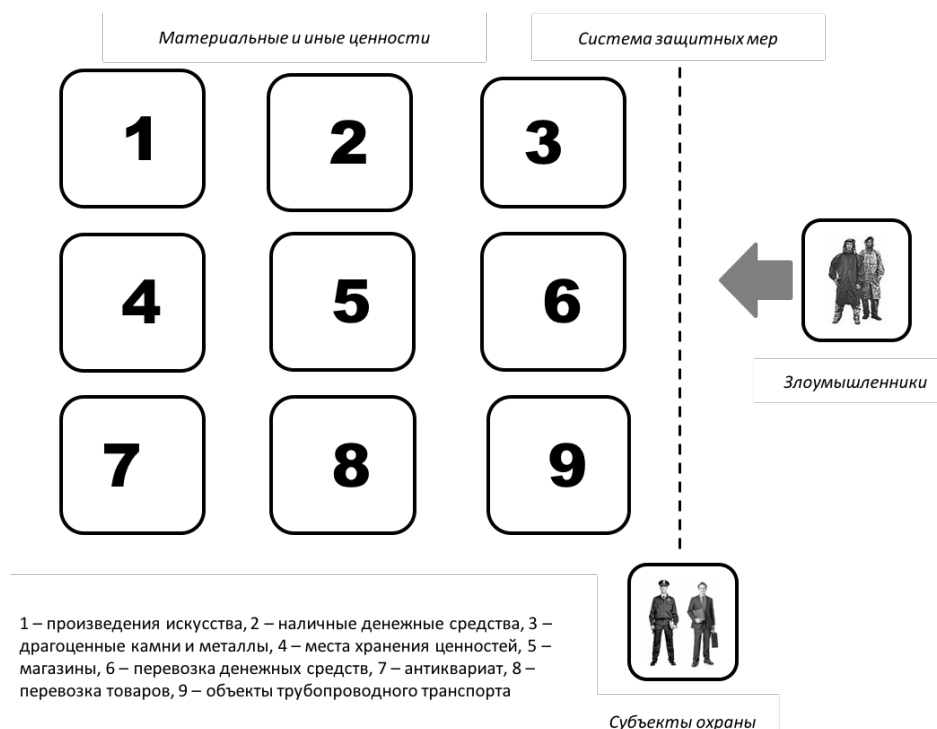 Материальные и иные ценности
Система защитных мер
1
2
3
4
5
6
Злоумышленники
7
8
9
1 – произведения искусства, 2 – наличные денежные средства, 3 –
драгоценные камни и металлы, 4 – места хранения ценностей, 5 –
магазины, 6 – перевозка денежных средств, 7 – антиквариат, 8 –
перевозка товаров, 9 – объекты трубопроводного транспорта
Субъекты охраны